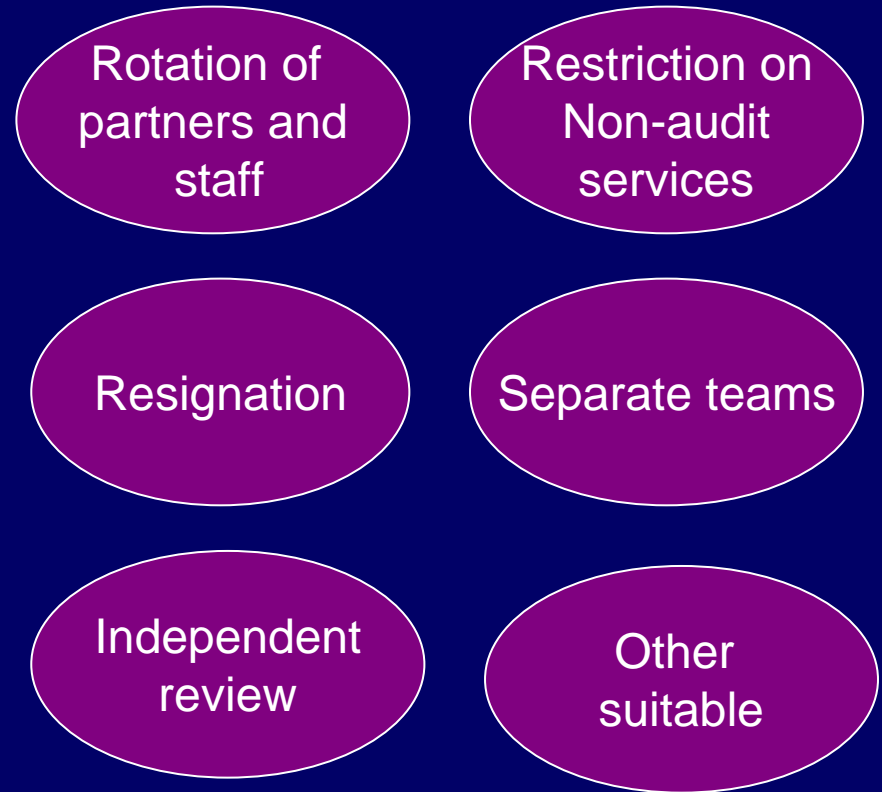 Rotation of
partners and
staff
Restriction on
Non-audit
services
Resignation
Separate teams
Independent
review
Other
suitable